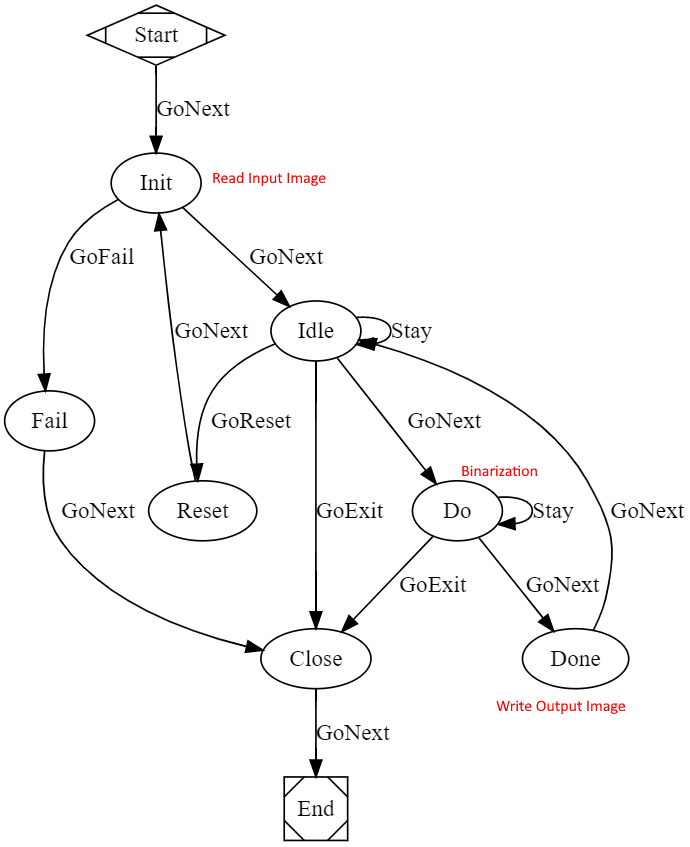 Start
GoNext
Init
Read Input Image
GoFail
GoNext
GoNext
Idle
Stay
Fail
GoReset
GoNext
Binarization
GoNext
Reset
GoExit
Do
Stay
GoNext
GoExit
GoNext
Close
Done
Write Output Image
GoNext
End